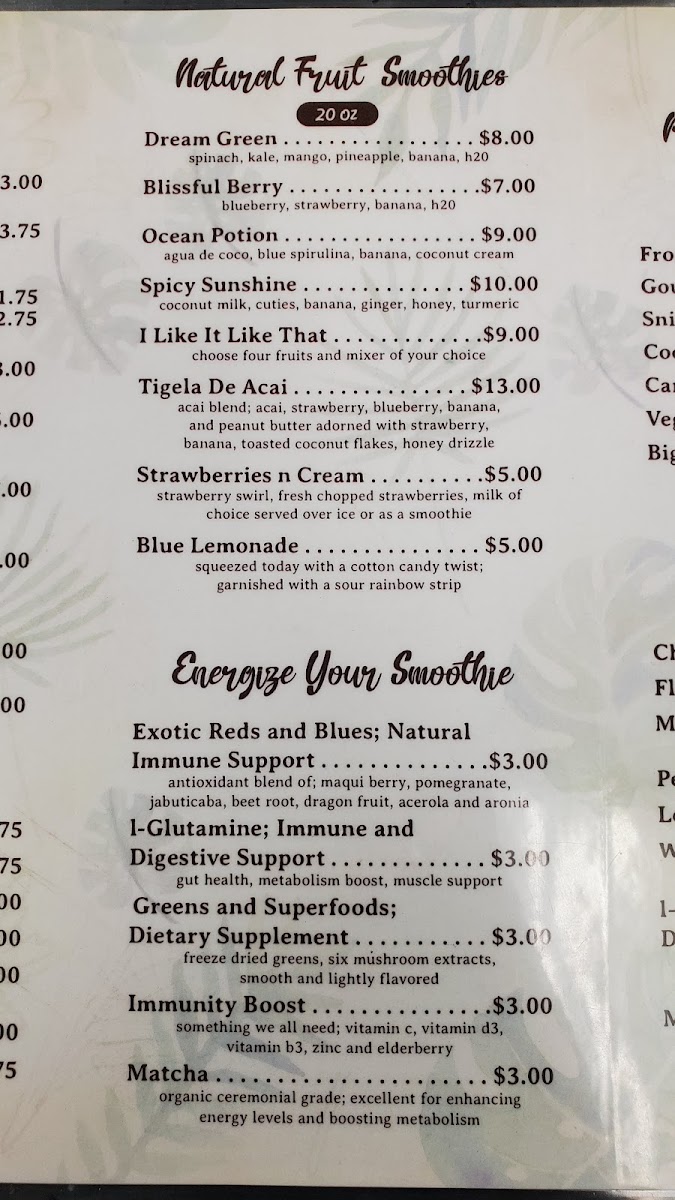 Natural Fruit Smoothies
20 oz
Dream Green ................. $8.00
spinach, kale, mango, pineapple, banana, h20
Blissful Berry .................$7.00
blueberry, strawberry, banana, h20
Ocean Potion ................. $9.00
agua de coco, blue spirulina, banana, coconut cream
Spicy Sunshine .............. $10.00
coconut milk, cuties, banana, ginger, honey, turmeric
I Like It Like That .............$9.00
choose four fruits and mixer of your choice
Tigela De Acai ............... $13.00
acai blend; acai, strawberry, blueberry, banana,
and peanut butter adorned with strawberry,
banana, toasted coconut flakes, honey drizzle
Strawberries n Cream ..........$5.00
strawberry swirl, fresh chopped strawberries, milk of
choice served over ice or as a smoothie
Blue Lemonade ................ $5.00
squeezed today with a cotton candy twist;
garnished with a sour rainbow strip
Energize Your Smoothie
Exotic Reds and Blues; Natural
Immune Support ...............$3.00
antioxidant blend of; maqui berry, pomegranate,
jabuticaba, beet root, dragon fruit, acerola and aronia
l-Glutamine; Immune and
Digestive Support ............. $3.00
gut health, metabolism boost, muscle support
Greens and Superfoods;
Dietary Supplement ........... $3.00
freeze dried greens, six mushroom extracts,
smooth and lightly flavored
Immunity Boost ................$3.00
something we all need; vitamin c, vitamin d3,
vitamin b3, zinc and elderberry
Matcha ........................ $3.00
organic ceremonial grade; excellent for enhancing
energy levels and boosting metabolism